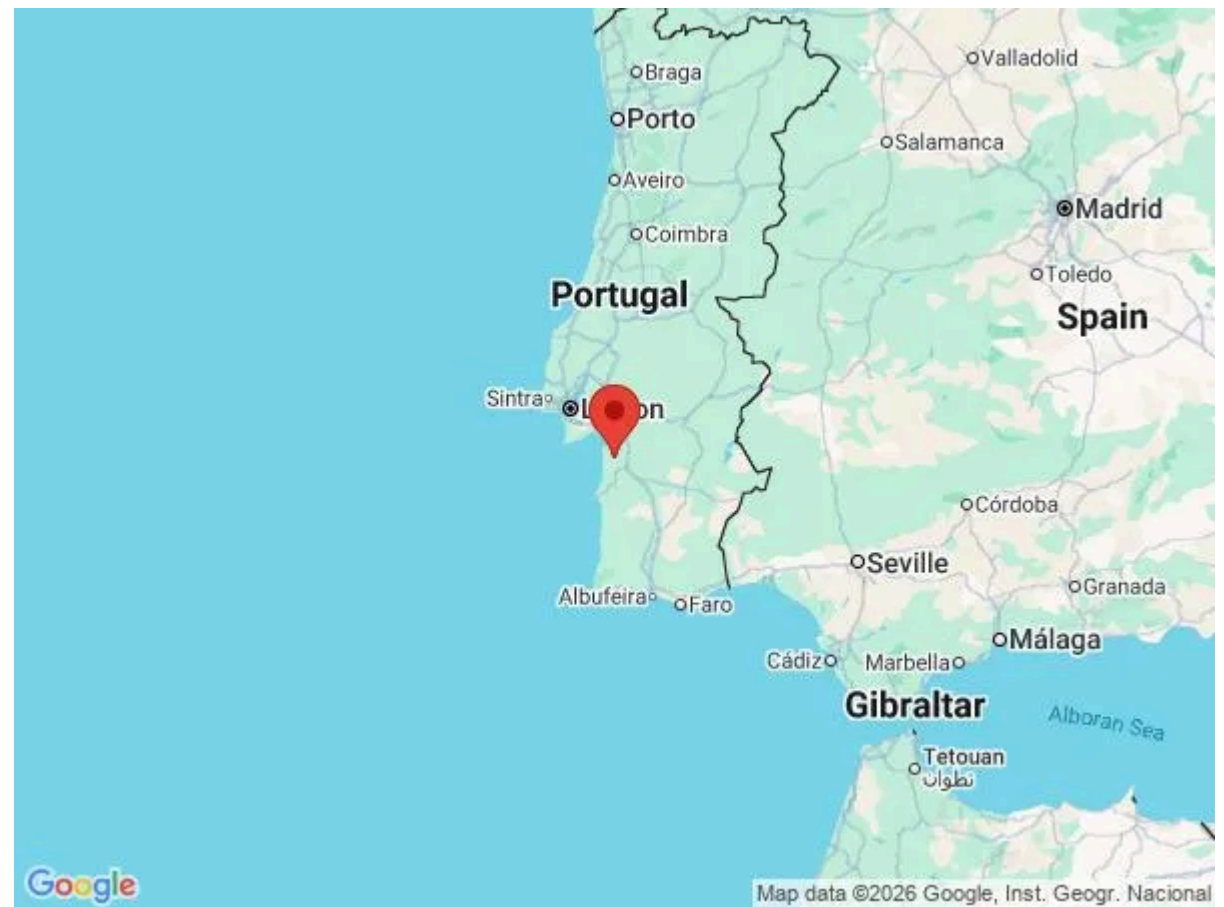 Braga
Valladolid
Porto
Salamanca
Aveiro
Madrid
Coimbra
Toledo
Portugal
Spain
Sintra
Córdoba
Seville
Granada
Albufeira
Faro
Málaga
Cádiz
Marbella
Gibraltar
Alboran Sea
Tetouan
تطوان
Google
Map data ©2026 Google, Inst. Geogr. Nacional